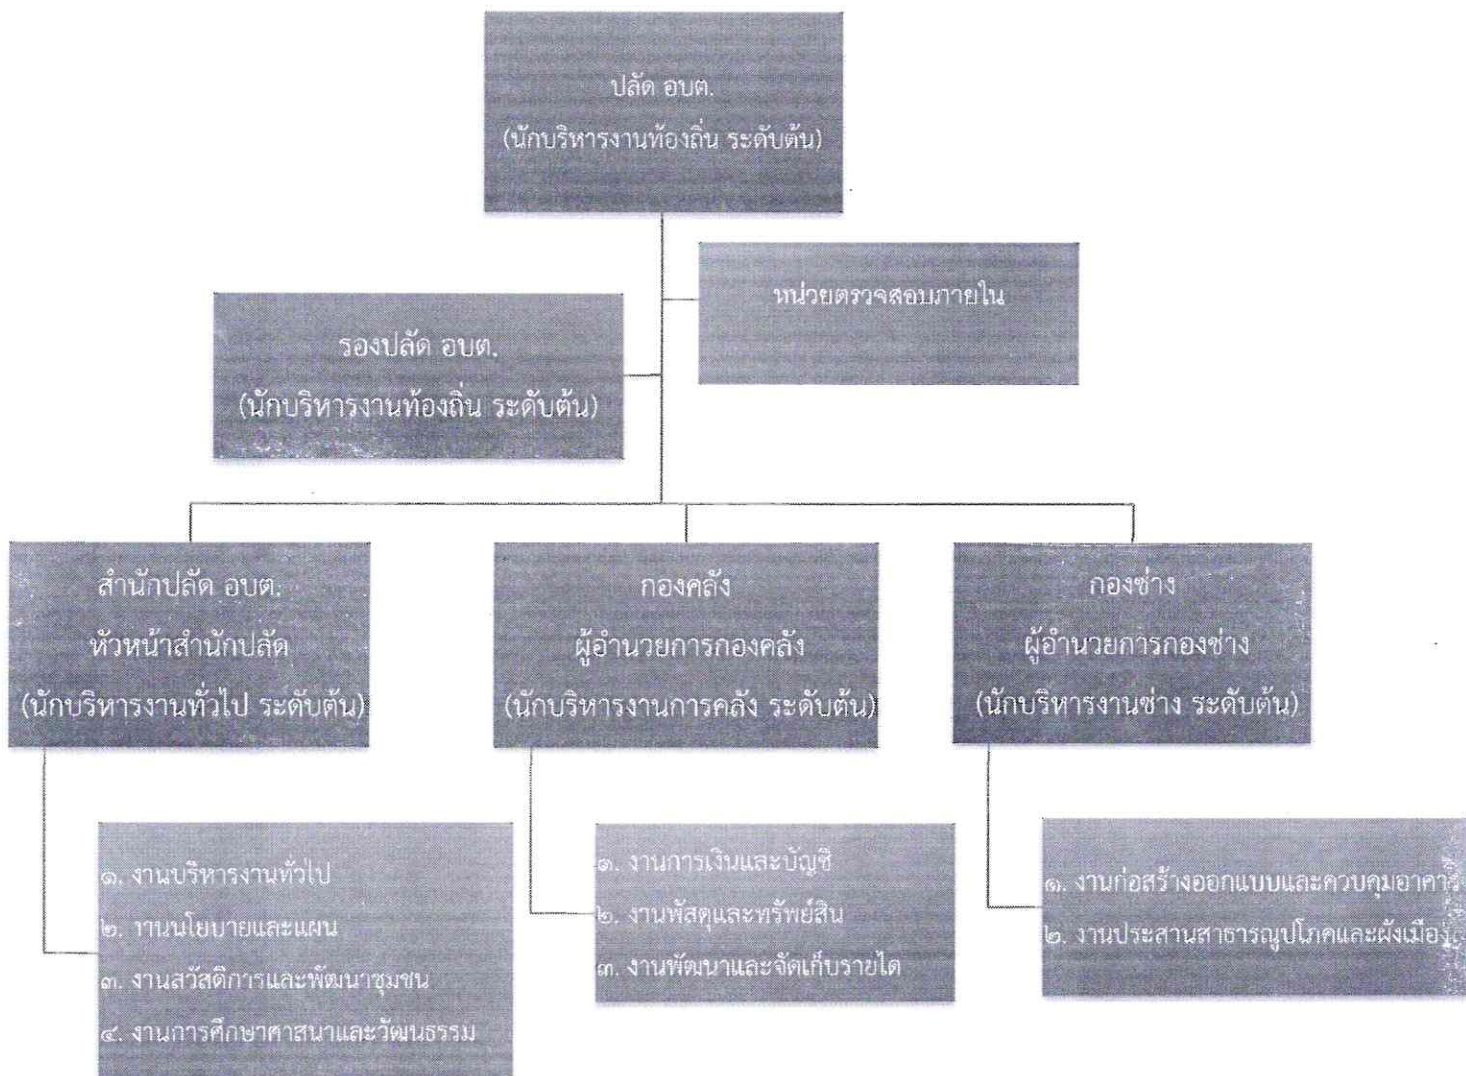 ปลัด อบต.
(นักบริหารงานท้องถิ่น ระดับต้น)
หน่วยตรวจสอบภายใน
รองปลัด อบต.
(นักบริหารงานท้องถิ่น ระดับต้น)
สำนักปลัด อบต.
หัวหน้าสำนักปลัด
(นักบริหารงานทั่วไป ระดับต้น)
กองคลัง
ผู้อำนวยการกองคลัง
(นักบริหารงานการคลัง ระดับต้น)
กองช่าง
ผู้อำนวยการกองช่าง
(นักบริหารงานช่าง ระดับต้น)
๑. งานบริหารงานทั่วไป
๒. งานนโยบายและแผน
๓. งานสวัสดิการและพัฒนาชุมชน
๔. งานการศึกษาศาสนาและวัฒนธรรม
๑. งานการเงินและบัญชี
๒. งานพัสดุและทรัพย์สิน
๓. งานพัฒนาและจัดเก็บรายได้
๑. งานก่อสร้างออกแบบและควบคุมอาคาร
๒. งานประสานสาธารณูปโภคและผังเมือง